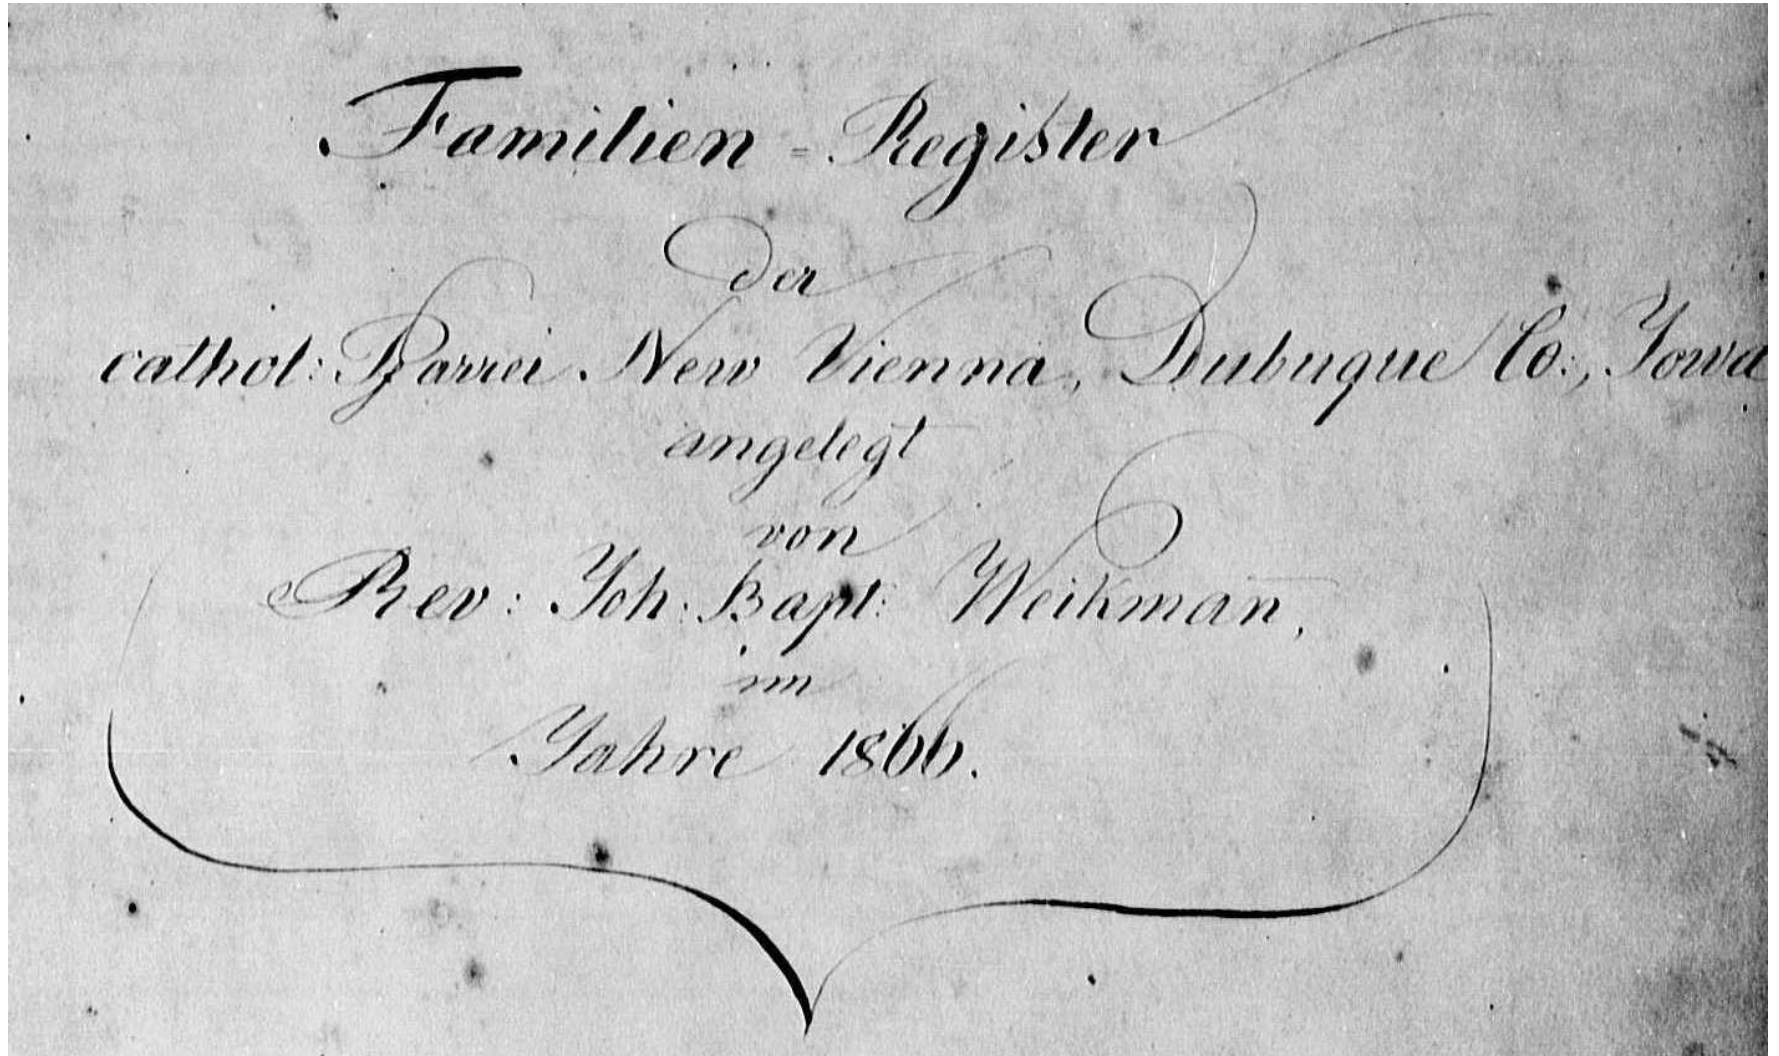 Familien = Register
der
cathol: Pfarrei New Vienna, Dubuque Co:, Iowa
angelegt
von
Rev: Joh: Bapt: Weikman̄,
im
Jahre 1866.